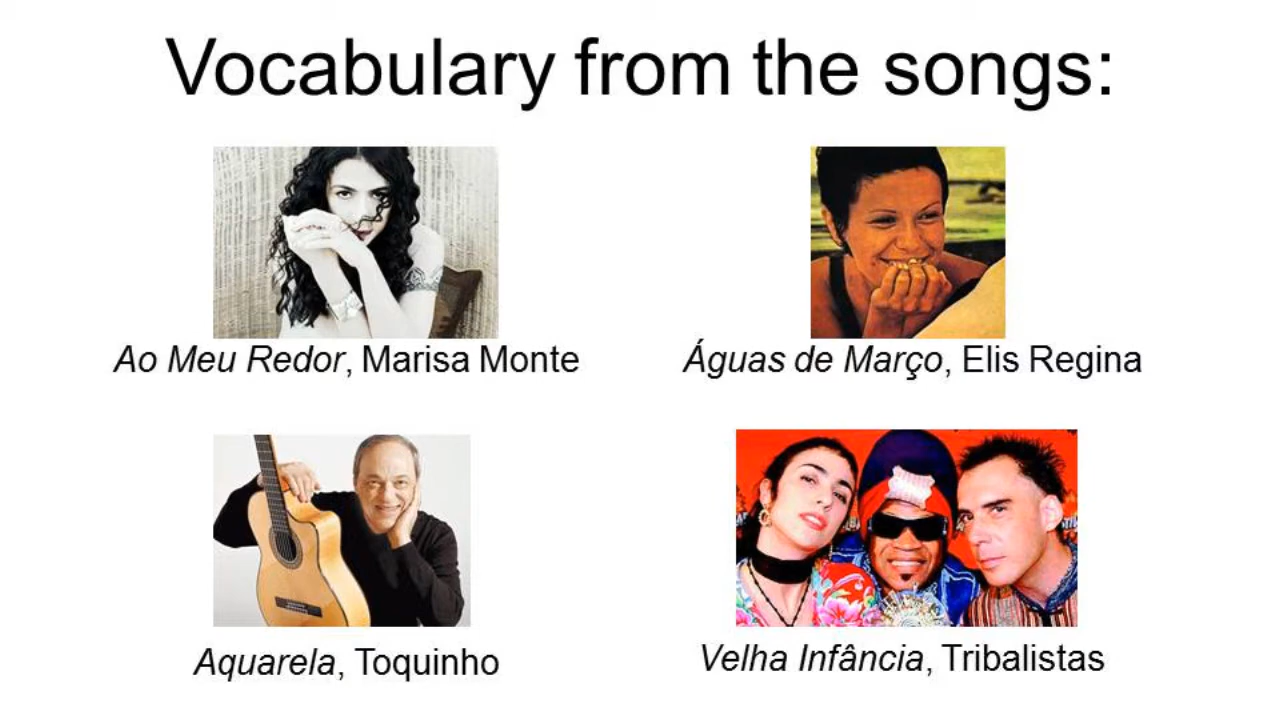 Vocabulary from the songs:
Ao Meu Redor, Marisa Monte
Águas de Março, Elis Regina
Aquarela, Toquinho
Velha Infância, Tribalistas